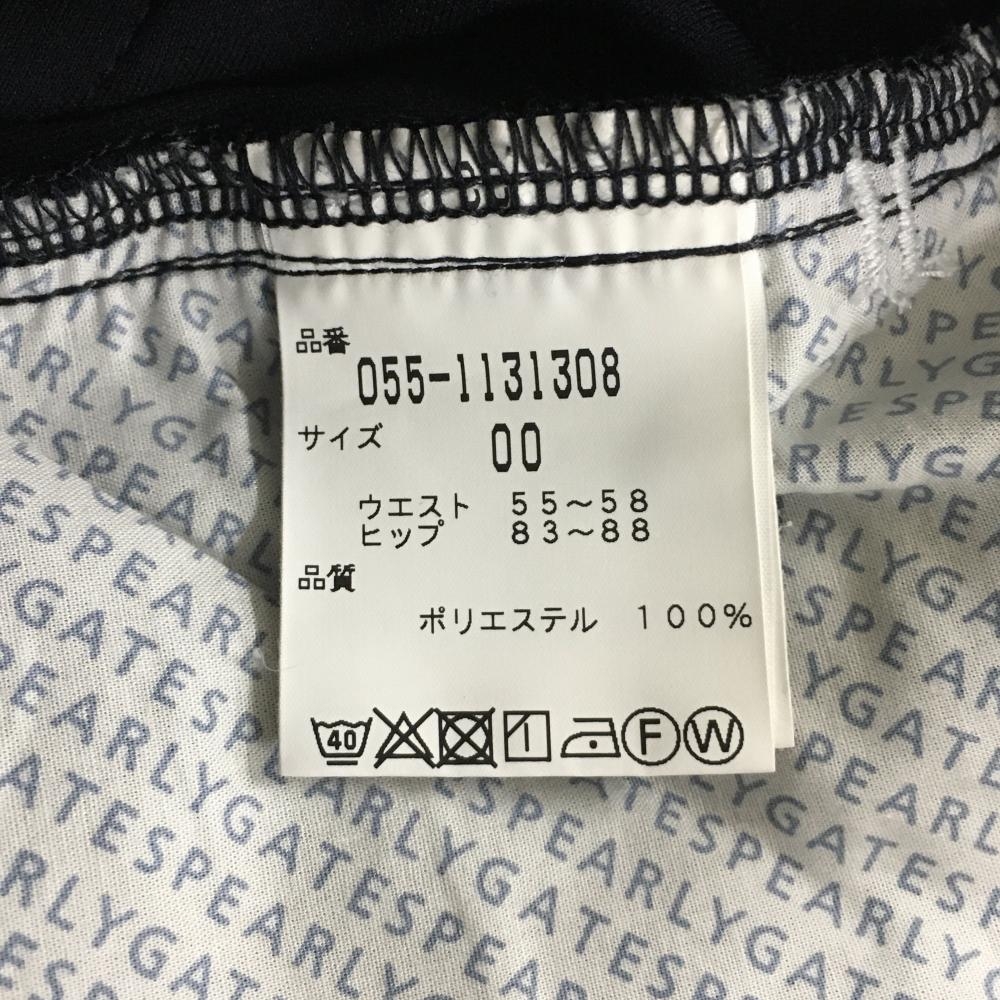 品番
055-1131308
サイズ 00
ウエスト 55～58
ヒップ 83～88
品質
ポリエステル 100%
40 F W
PEARLYGATES